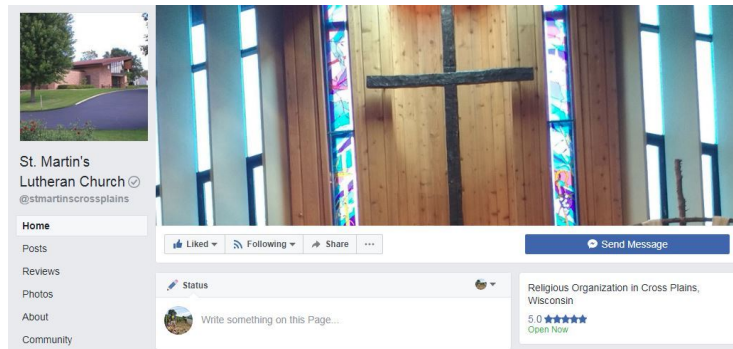 St. Martin's
Lutheran Church
@stmartinscrossplains
Home
Posts
Reviews
Photos
About
Community
Liked
Following
Share
Send Message
Status
Write something on this Page...
Religious Organization in Cross Plains,
Wisconsin
5.0 ★★★★★
Open Now